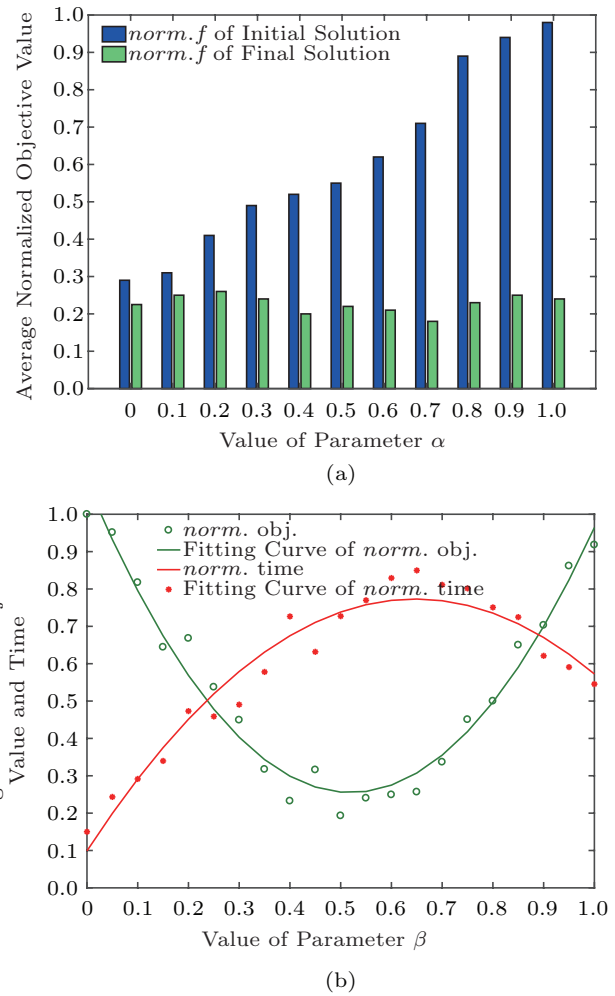 Average Normalized Objective Value
1.0
0.9
0.8
0.7
0.6
0.5
0.4
0.3
0.2
0.1
0.0
norm.f of Initial Solution
norm.f of Final Solution
0 0.1 0.2 0.3 0.4 0.5 0.6 0.7 0.8 0.9 1.0
Value of Parameter α
(a)
Value and Time
1.0
0.9
0.8
0.7
0.6
0.5
0.4
0.3
0.2
0.1
0.0
norm. obj.
Fitting Curve of norm. obj.
norm. time
Fitting Curve of norm. time
0 0.1 0.2 0.3 0.4 0.5 0.6 0.7 0.8 0.9 1.0
Value of Parameter β
(b)